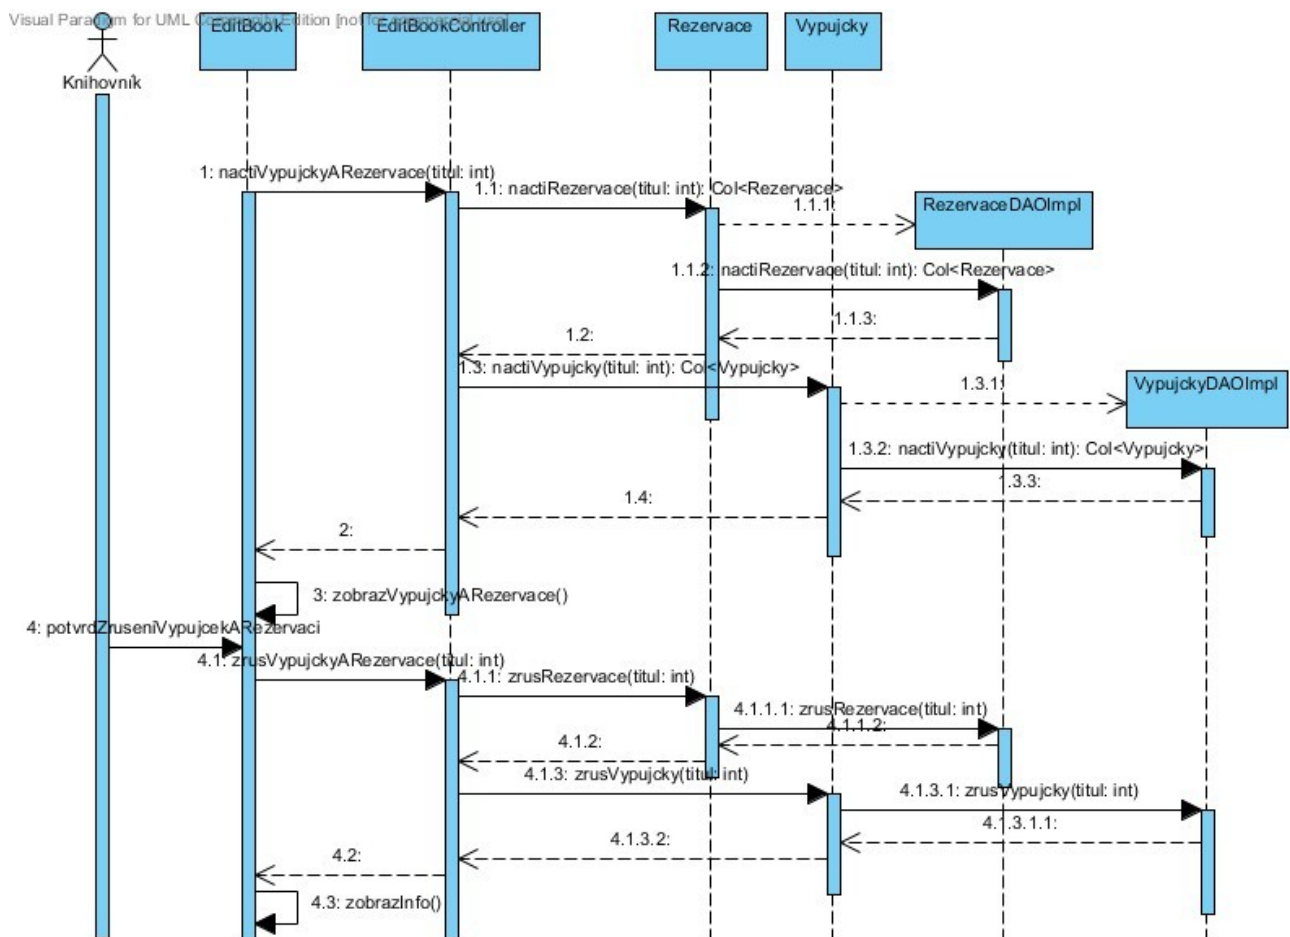 Visual Paradigm for UML Community Edition [not for commercial use]
Knihovník
EditBook
EditBookController
Rezervace
Vypujcky
1: nactiVypujckyARezervace(titul: int)
1.1: nactiRezervace(titul: int): Col<Rezervace>
1.1.1:
RezervaceDAOImpl
1.1.2: nactiRezervace(titul: int): Col<Rezervace>
1.1.3:
1.2:
1.3: nactiVypujcky(titul: int): Col<Vypujcky>
1.3.1:
VypujckyDAOImpl
1.3.2: nactiVypujcky(titul: int): Col<Vypujcky>
1.3.3:
1.4:
2:
3: zobrazVypujckyARezervace()
4: potvrdZruseniVypujcekARezervaci
4.1: zrusVypujckyARezervace(titul: int)
4.1.1: zrusRezervace(titul: int)
4.1.1.1: zrusRezervace(titul: int)
4.1.1.2:
4.1.2:
4.1.3: zrusVypujcky(titul: int)
4.1.3.1: zrusVypujcky(titul: int)
4.1.3.1.1:
4.1.3.2:
4.2:
4.3: zobrazInfo()